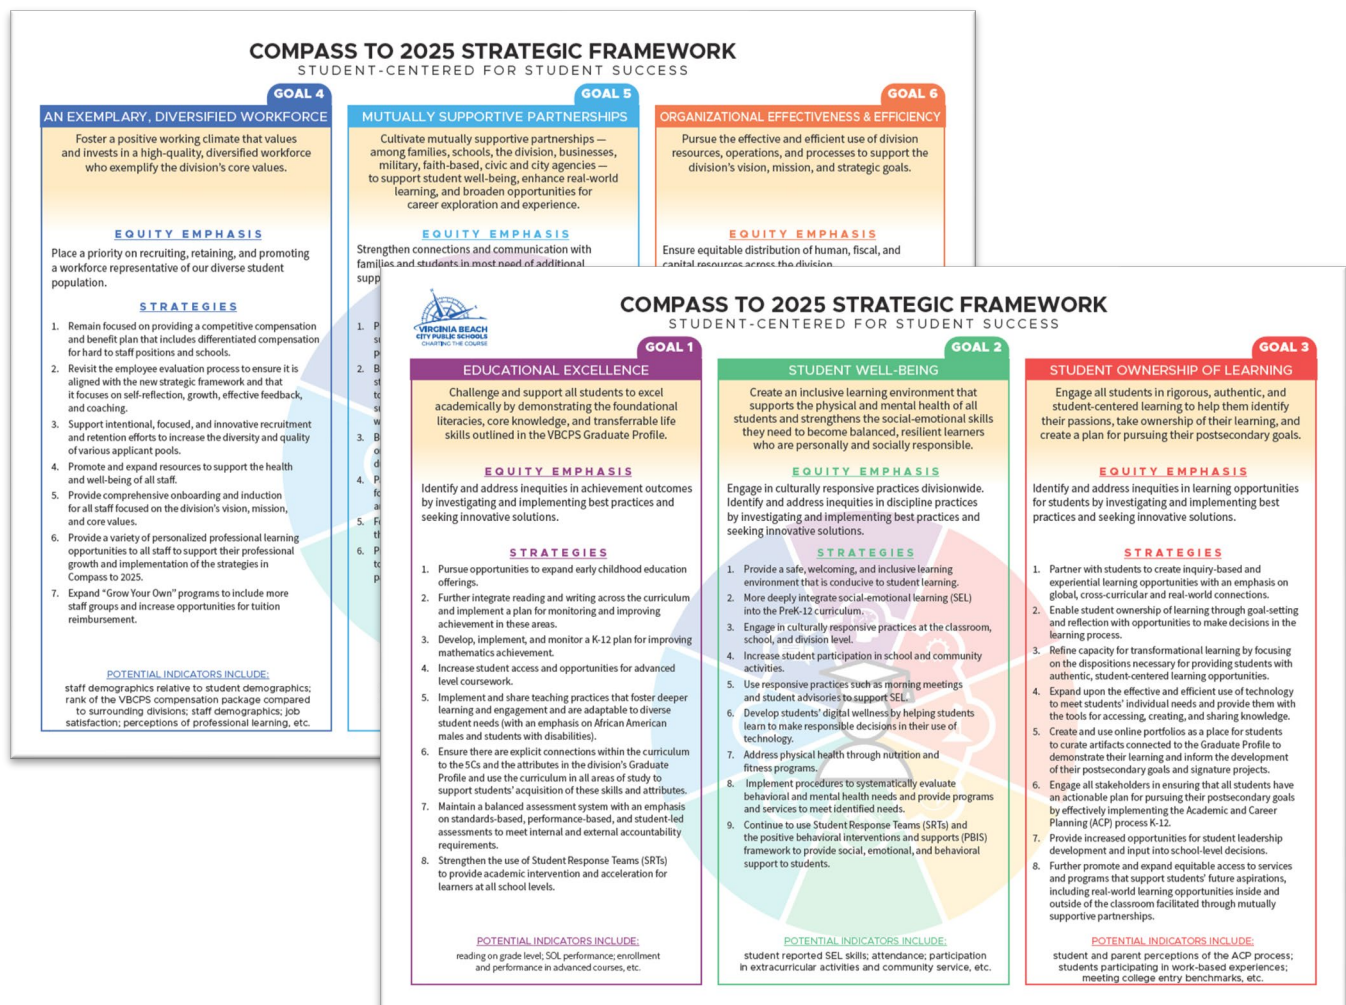 COMPASS TO 2025 STRATEGIC FRAMEWORK
STUDENT-CENTERED FOR STUDENT SUCCESS
GOAL 4
AN EXEMPLARY, DIVERSIFIED WORKFORCE
Foster a positive working climate that values
and invests in a high-quality, diversified workforce
who exemplify the division's core values.
EQUITY EMPHASIS
Place a priority on recruiting, retaining, and promoting
a workforce representative of our diverse student
population.
STRATEGIES
1. Remain focused on providing a competitive compensation
and benefit plan that includes differentiated compensation
for hard to staff positions and schools.
2. Revisit the employee evaluation process to ensure it is
aligned with the new strategic framework and that
it focuses on self-reflection, growth, effective feedback,
and coaching.
3. Support intentional, focused, and innovative recruitment
and retention efforts to increase the diversity and quality
of various applicant pools.
4. Promote and expand resources to support the health
and well-being of all staff.
5. Provide comprehensive onboarding and induction
for all staff focused on the division's vision, mission,
and core values.
6. Provide a variety of personalized professional learning
opportunities to all staff to support their professional
growth and implementation of the strategies in
Compass to 2025.
7. Expand "Grow Your Own" programs to include more
staff groups and increase opportunities for tuition
reimbursement.
POTENTIAL INDICATORS INCLUDE:
staff demographics relative to student demographics;
rank of the VBCPS compensation package compared
to surrounding divisions; staff demographics; job
satisfaction; perceptions of professional learning, etc.
GOAL 5
MUTUALLY SUPPORTIVE PARTNERSHIPS
Cultivate mutually supportive partnerships —
among families, schools, the division, businesses,
military, faith-based, civic and city agencies —
to support student well-being, enhance real-world
learning, and broaden opportunities for
career exploration and experience.
EQUITY EMPHASIS
Strengthen connections and communication with
families and students in most need of additional
1.
2.
3.
4.
5.
6.
GOAL 6
ORGANIZATIONAL EFFECTIVENESS & EFFICIENCY
Pursue the effective and efficient use of division
resources, operations, and processes to support the
division's vision, mission, and strategic goals.
EQUITY EMPHASIS
Ensure equitable distribution of human, fiscal, and
capital resources across the division.
VIRGINIA BEACH
CITY PUBLIC SCHOOLS
CHARTING THE COURSE
COMPASS TO 2025 STRATEGIC FRAMEWORK
STUDENT-CENTERED FOR STUDENT SUCCESS
GOAL 1
EDUCATIONAL EXCELLENCE
Challenge and support all students to excel
academically by demonstrating the foundational
literacies, core knowledge, and transferrable life
skills outlined in the VBCPS Graduate Profile.
EQUITY EMPHASIS
Identify and address inequities in achievement outcomes
by investigating and implementing best practices and
seeking innovative solutions.
STRATEGIES
1. Pursue opportunities to expand early childhood education
offerings.
2. Further integrate reading and writing across the curriculum
and implement a plan for monitoring and improving
achievement in these areas.
3. Develop, implement, and monitor a K-12 plan for improving
mathematics achievement.
4. Increase student access and opportunities for advanced
level coursework.
5. Implement and share teaching practices that foster deeper
learning and engagement and are adaptable to diverse
student needs (with an emphasis on African American
males and students with disabilities).
6. Ensure there are explicit connections within the curriculum
to the 5Cs and the attributes in the division's Graduate
Profile and use the curriculum in all areas of study to
support students' acquisition of these skills and attributes.
7. Maintain a balanced assessment system with an emphasis
on standards-based, performance-based, and student-led
assessments to meet internal and external accountability
requirements.
8. Strengthen the use of Student Response Teams (SRTs)
to provide academic intervention and acceleration for
learners at all school levels.
POTENTIAL INDICATORS INCLUDE:
reading on grade level; SOL performance; enrollment
and performance in advanced courses, etc.
GOAL 2
STUDENT WELL-BEING
Create an inclusive learning environment that
supports the physical and mental health of all
students and strengthens the social-emotional skills
they need to become balanced, resilient learners
who are personally and socially responsible.
EQUITY EMPHASIS
Engage in culturally responsive practices divisionwide.
Identify and address inequities in discipline practices
by investigating and implementing best practices and
seeking innovative solutions.
STRATEGIES
1. Provide a safe, welcoming, and inclusive learning
environment that is conducive to student learning.
2. More deeply integrate social-emotional learning (SEL)
into the PreK-12 curriculum.
3. Engage in culturally responsive practices at the classroom,
school, and division level.
4. Increase student participation in school and community
activities.
5. Use responsive practices such as morning meetings
and student advisories to support SEL.
6. Develop students' digital wellness by helping students
learn to make responsible decisions in their use of
technology.
7. Address physical health through nutrition and
fitness programs.
8. Implement procedures to systematically evaluate
behavioral and mental health needs and provide programs
and services to meet identified needs.
9. Continue to use Student Response Teams (SRTs) and
the positive behavioral interventions and supports (PBIS)
framework to provide social, emotional, and behavioral
support to students.
POTENTIAL INDICATORS INCLUDE:
student reported SEL skills; attendance; participation
in extracurricular activities and community service, etc.
GOAL 3
STUDENT OWNERSHIP OF LEARNING
Engage all students in rigorous, authentic, and
student-centered learning to help them identify
their passions, take ownership of their learning, and
create a plan for pursuing their postsecondary goals.
EQUITY EMPHASIS
Identify and address inequities in learning opportunities
for students by investigating and implementing best
practices and seeking innovative solutions.
STRATEGIES
1. Partner with students to create inquiry-based and
experiential learning opportunities with an emphasis on
global, cross-curricular and real-world connections.
2. Enable student ownership of learning through goal-setting
and reflection with opportunities to make decisions in the
learning process.
3. Refine capacity for transformational learning by focusing
on the dispositions necessary for providing students with
authentic, student-centered learning opportunities.
4. Expand upon the effective and efficient use of technology
to meet students' individual needs and provide them with
the tools for accessing, creating, and sharing knowledge.
5. Create and use online portfolios as a place for students
to curate artifacts connected to the Graduate Profile to
demonstrate their learning and inform the development
of their postsecondary goals and signature projects.
6. Engage all stakeholders in ensuring that all students have
an actionable plan for pursuing their postsecondary goals
by effectively implementing the Academic and Career
Planning (ACP) process K-12.
7. Provide increased opportunities for student leadership
development and input into school-level decisions.
8. Further promote and expand equitable access to services
and programs that support students' future aspirations,
including real-world learning opportunities inside and
outside of the classroom facilitated through mutually
supportive partnerships.
POTENTIAL INDICATORS INCLUDE:
student and parent perceptions of the ACP process;
students participating in work-based experiences;
meeting college entry benchmarks, etc.